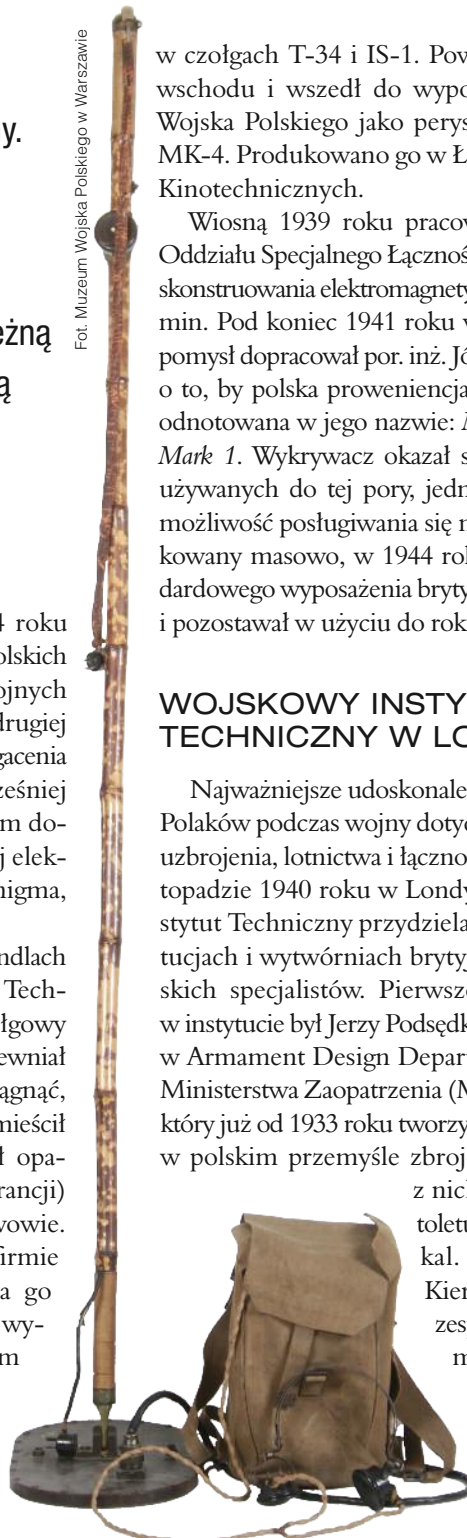 y.
eżną
ą
4 roku
olskich
ojnych
drugiej
gacenia
ześniej
m do-
j elek-
nigma,
ndlach
Tech-
łgowy
ewniał
ągnąć,
mieścił
ł opa-
rancji)
wowie.
firmie
a go
wy-
m
Fot. Muzeum Wojska Polskiego w Warszawie
w czołgach T-34 i IS-1. Pow
wschodu i wszedł do wypo
Wojska Polskiego jako perys
MK-4. Produkowano go w Ł
Kinotechnicznych.
Wiosną 1939 roku pracow
Oddziału Specjalnego Łącznoś
skonstruowania elektromagnety
min. Pod koniec 1941 roku w
pomysł dopracował por. inż. Jó
o to, by polska proweniencja
odnotowana w jego nazwie:
Mark 1. Wykrywacz okazał s
używanych do tej pory, jedn
możliwość posługiwania się n
kowany masowo, w 1944 rok
dardowego wyposażenia bryty
i pozostawał w użyciu do rok
WOJSKOWY INSTY
TECHNICZNY W LO
Najważniejsze udoskonale
Polaków podczas wojny dotyc
uzbrojenia, lotnictwa i łączno
topadzie 1940 roku w Londy
stytut Techniczny przydziela
tucjach i wytwórniach bryty
skich specjalistów. Pierwsze
w instytucie był Jerzy Podsędk
w Armament Design Depar
Ministerstwa Zaopatrzenia (M
który już od 1933 roku tworzy
w polskim przemyśle zbroj
z nich
toletu
kal.
Kier
zes
m